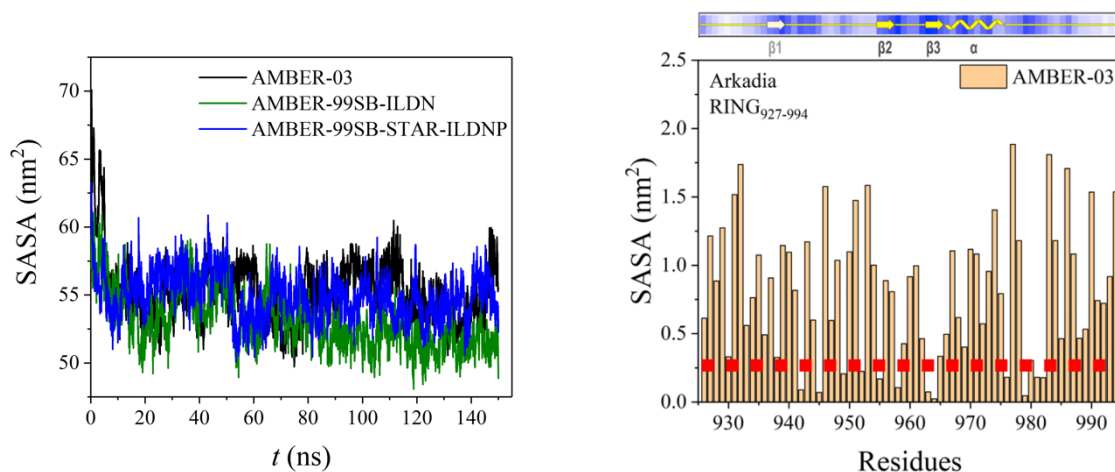 AMBER-03
AMBER-99SB-ILDN
AMBER-99SB-STAR-ILDNP
SASA (nm²)
70
65
60
55
50
0 20 40 60 80 100 120 140
t (ns)
β1 β2 β3 α
Arkadia
RING927-994
AMBER-03
SASA (nm²)
2.5
2.0
1.5
1.0
0.5
0.0
930 940 950 960 970 980 990
Residues